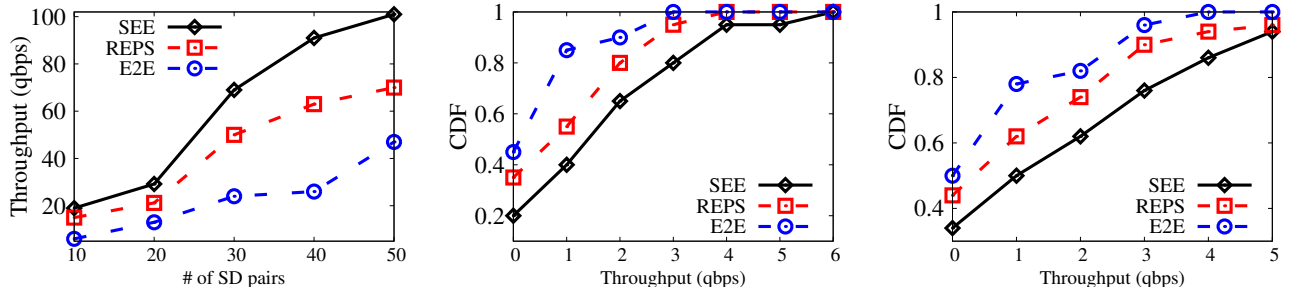 Throughput (qbps)
100
80
60
40
20
10
20
30
40
50
# of SD pairs
SEE
REPS
E2E
CDF
1
0.8
0.6
0.4
0.2
0
1
2
3
4
5
6
Throughput (qbps)
SEE
REPS
E2E
CDF
1
0.8
0.6
0.4
0
1
2
3
4
5
Throughput (qbps)
SEE
REPS
E2E